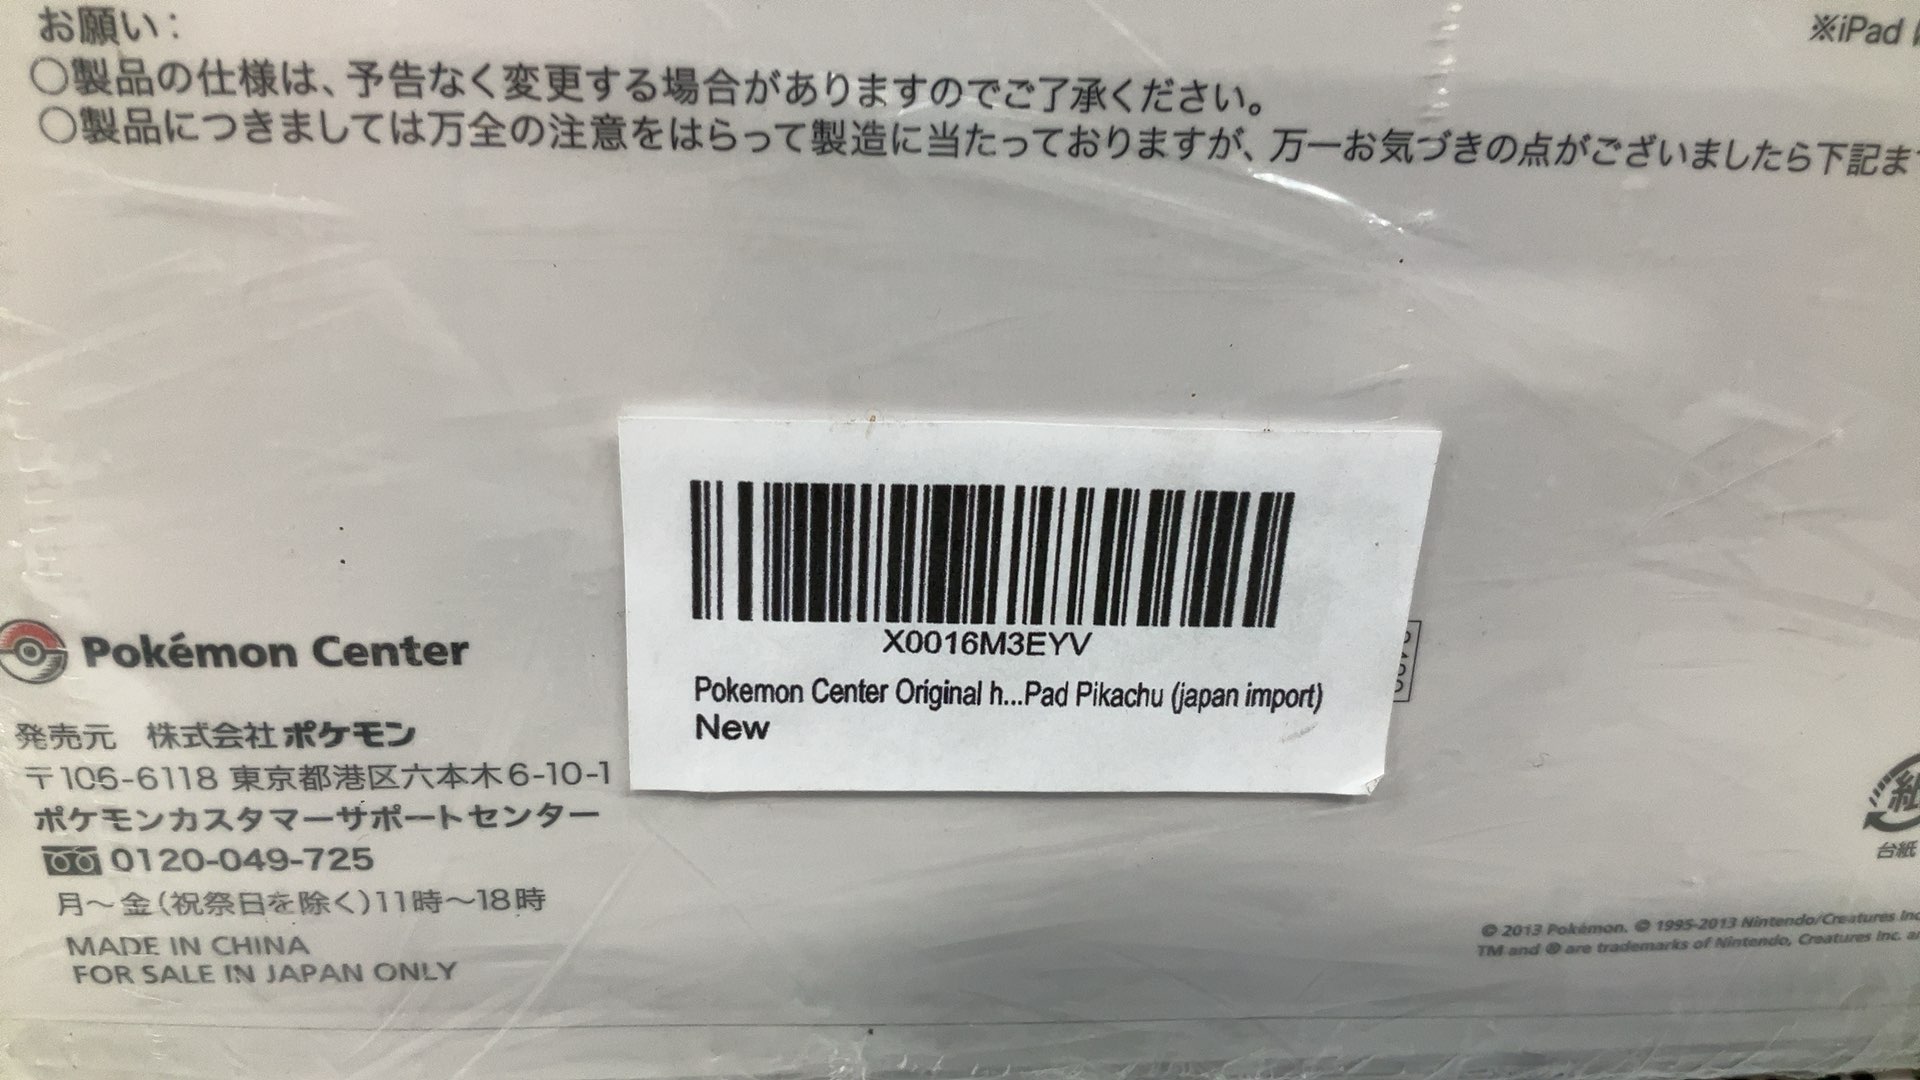 お願い：
※iPad
○製品の仕様は、予告なく変更する場合がありますのでご了承ください。
○製品につきましては万全の注意をはらって製造に当たっておりますが、万一お気づきの点がございましたら下記ま
X0016M3EYV
Pokemon Center Original h...Pad Pikachu (japan import)
New
Pokémon Center
発売元 株式会社ポケモン
〒106-6118 東京都港区六本木6-10-1
ポケモンカスタマーサポートセンター
0120-049-725
月～金（祝祭日を除く）11時～18時
MADE IN CHINA
FOR SALE IN JAPAN ONLY
紙
台紙
© 2013 Pokémon. © 1995-2013 Nintendo/Creatures Inc
TM and ® are trademarks of Nintendo, Creatures Inc.